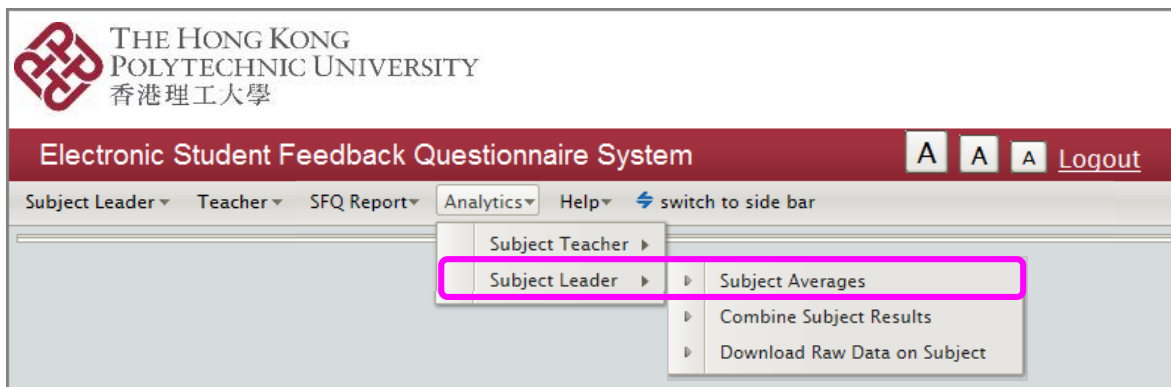 THE HONG KONG
POLYTECHNIC UNIVERSITY
香港理工大學
Electronic Student Feedback Questionnaire System A A A Logout
Subject Leader Teacher SFQ Report Analytics Help switch to side bar
Subject Teacher
Subject Leader Subject Averages
Combine Subject Results
Download Raw Data on Subject